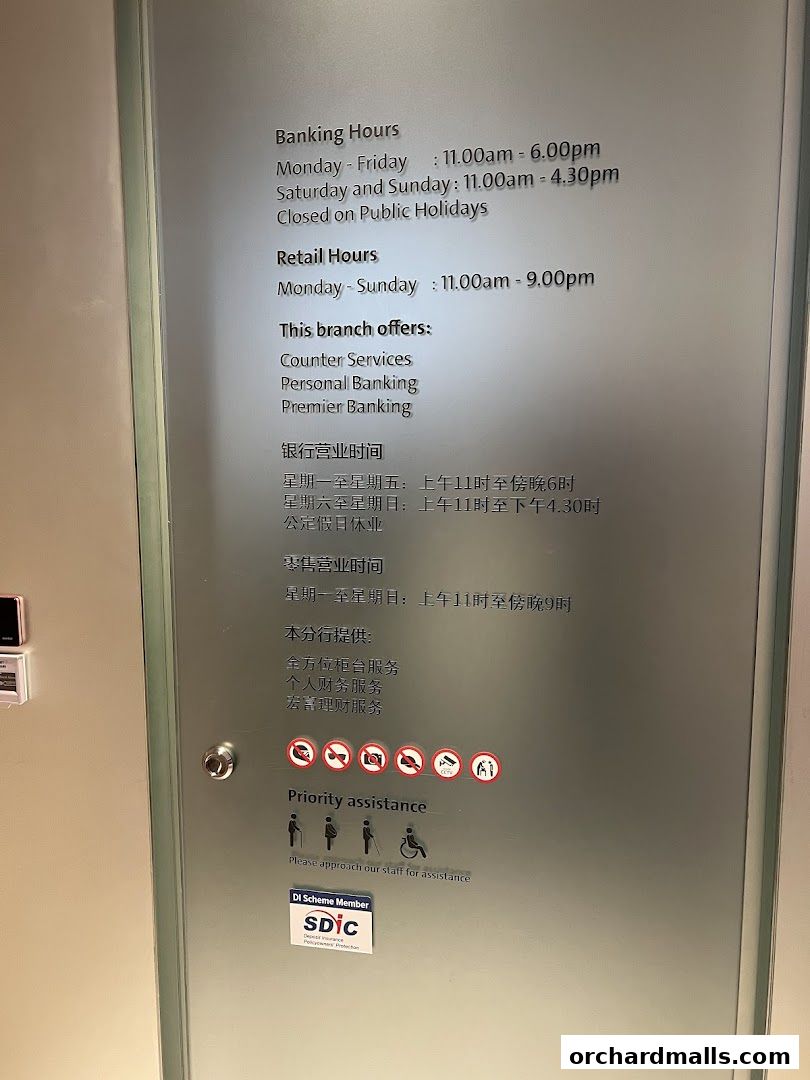 Banking Hours
Monday - Friday : 11.00am - 6.00pm
Saturday and Sunday : 11.00am - 4.30pm
Closed on Public Holidays
Retail Hours
Monday - Sunday : 11.00am - 9.00pm
This branch offers:
Counter Services
Personal Banking
Premier Banking
银行营业时间
星期一至星期五：上午11时至傍晚6时
星期六至星期日：上午11时至下午4.30时
公定假日休业
零售营业时间
星期一至星期日：上午11时至傍晚9时
本分行提供:
全方位柜台服务
个人财务服务
宏富理财服务
CCTV
Priority assistance
Please approach our staff for assistance
DI Scheme Member
SDIC
Deposit Insurance
Policyowners' Protection
orchardmalls.com